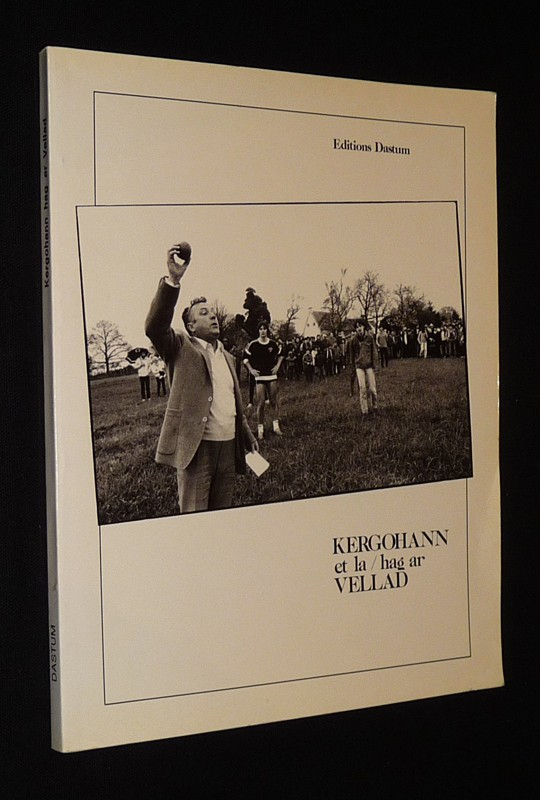 Editions Dastum
KERGOHANN
et la / hag ar
VELLAD
Kergohann hag ar Vellad
DASTUM